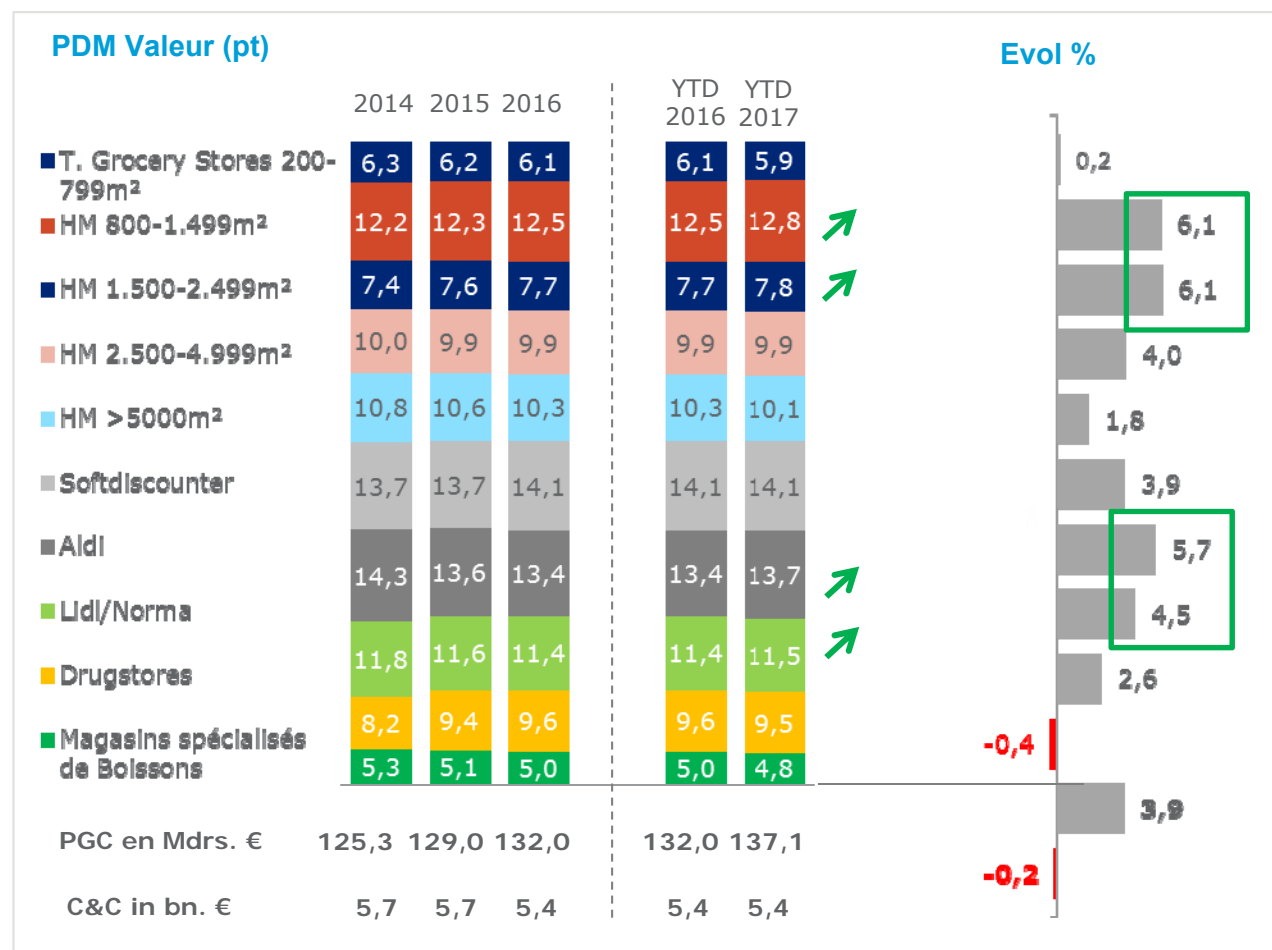 PDM Valeur (pt)
Evol %
2014 2015 2016
YTD YTD
2016 2017
T. Grocery Stores 200-
799m²
6,3 6,2 6,1 6,1 5,9 0,2
HM 800-1.499m²
12,2 12,3 12,5 12,5 12,8 6,1
HM 1.500-2.499m²
7,4 7,6 7,7 7,7 7,8 6,1
HM 2.500-4.999m²
10,0 9,9 9,9 9,9 9,9 4,0
HM >5000m²
10,8 10,6 10,3 10,3 10,1 1,8
Softdiscounter
13,7 13,7 14,1 14,1 14,1 3,9
Aldi
14,3 13,6 13,4 13,4 13,7 5,7
Lidl/Norma
11,8 11,6 11,4 11,4 11,5 4,5
Drugstores
8,2 9,4 9,6 9,6 9,5 2,6
Magasins spécialisés
de Boissons
5,3 5,1 5,0 5,0 4,8 -0,4
PGC en Mdrs. € 125,3 129,0 132,0 132,0 137,1 3,9
C&C in bn. € 5,7 5,7 5,4 5,4 5,4 -0,2